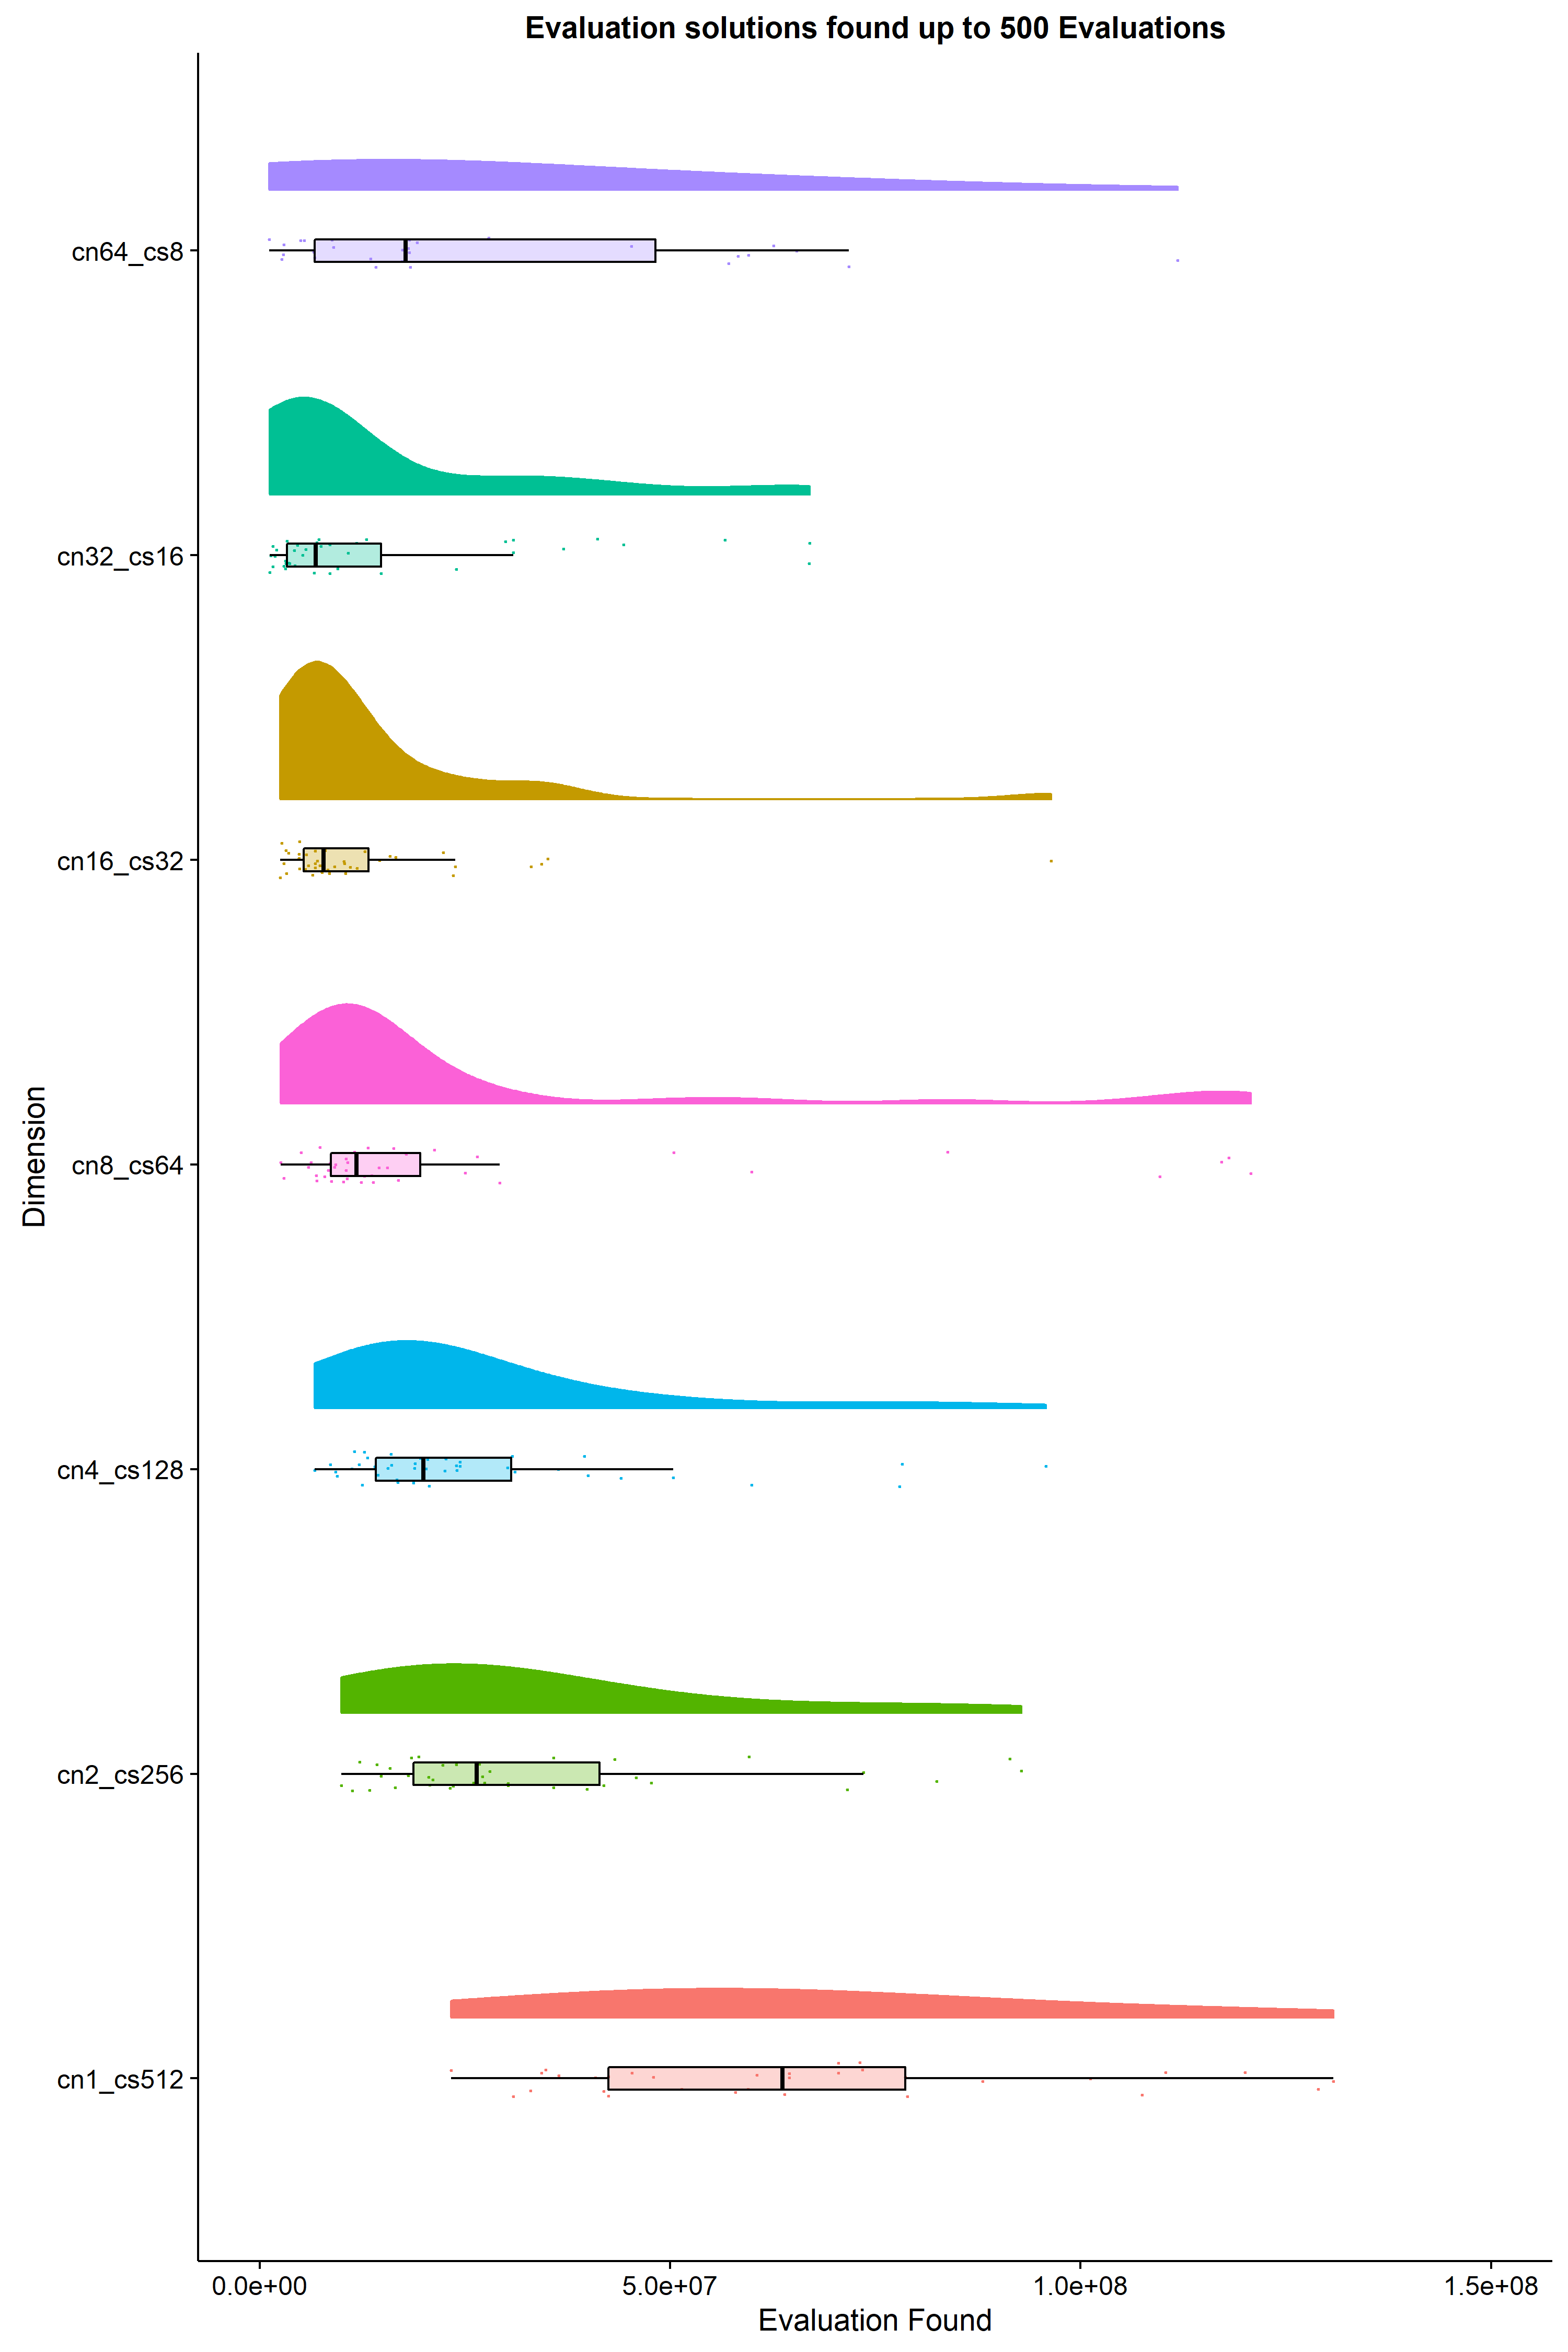 Evaluation solutions found up to 500 Evaluations
cn64_cs8
cn32_cs16
cn16_cs32
cn8_cs64
cn4_cs128
cn2_cs256
cn1_cs512
Dimension
0.0e+00 5.0e+07 1.0e+08 1.5e+08
Evaluation Found